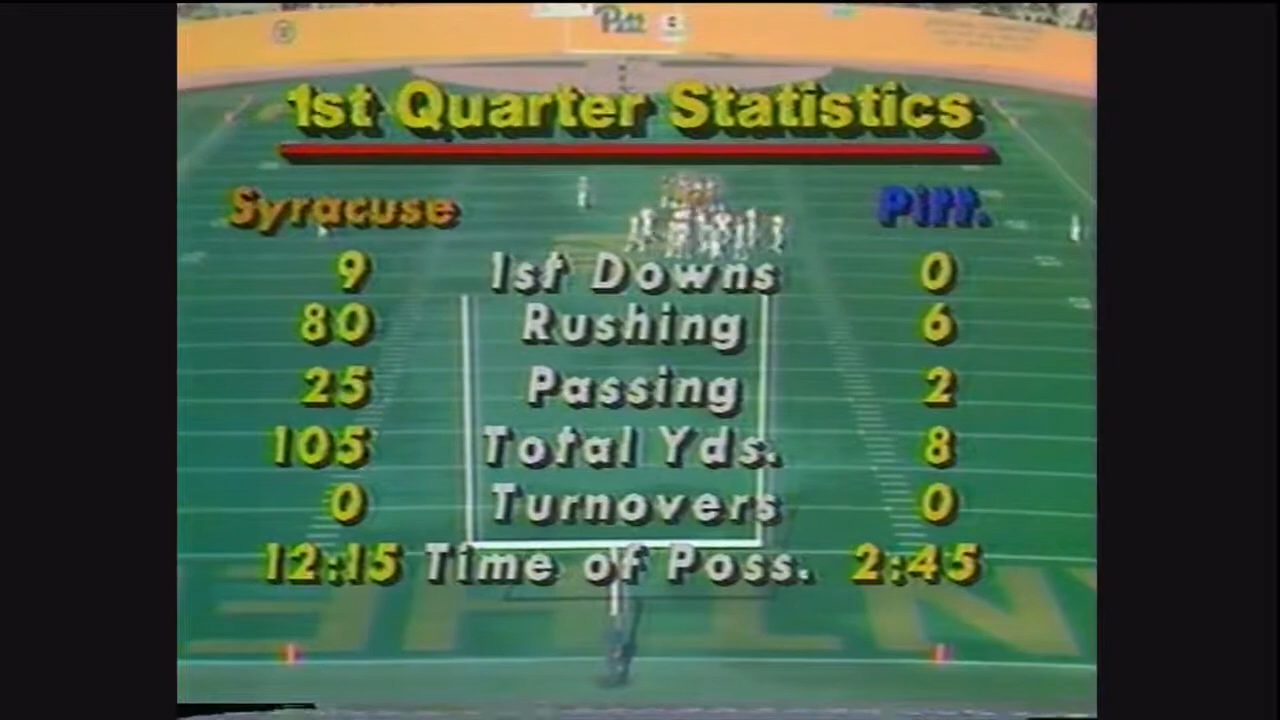 Pitt
1st Quarter Statistics
Syracuse Pitt.
9 1st Downs 0
80 Rushing 6
25 Passing 2
105 Total Yds. 8
0 Turnovers 0
12:15 Time of Poss. 2:45